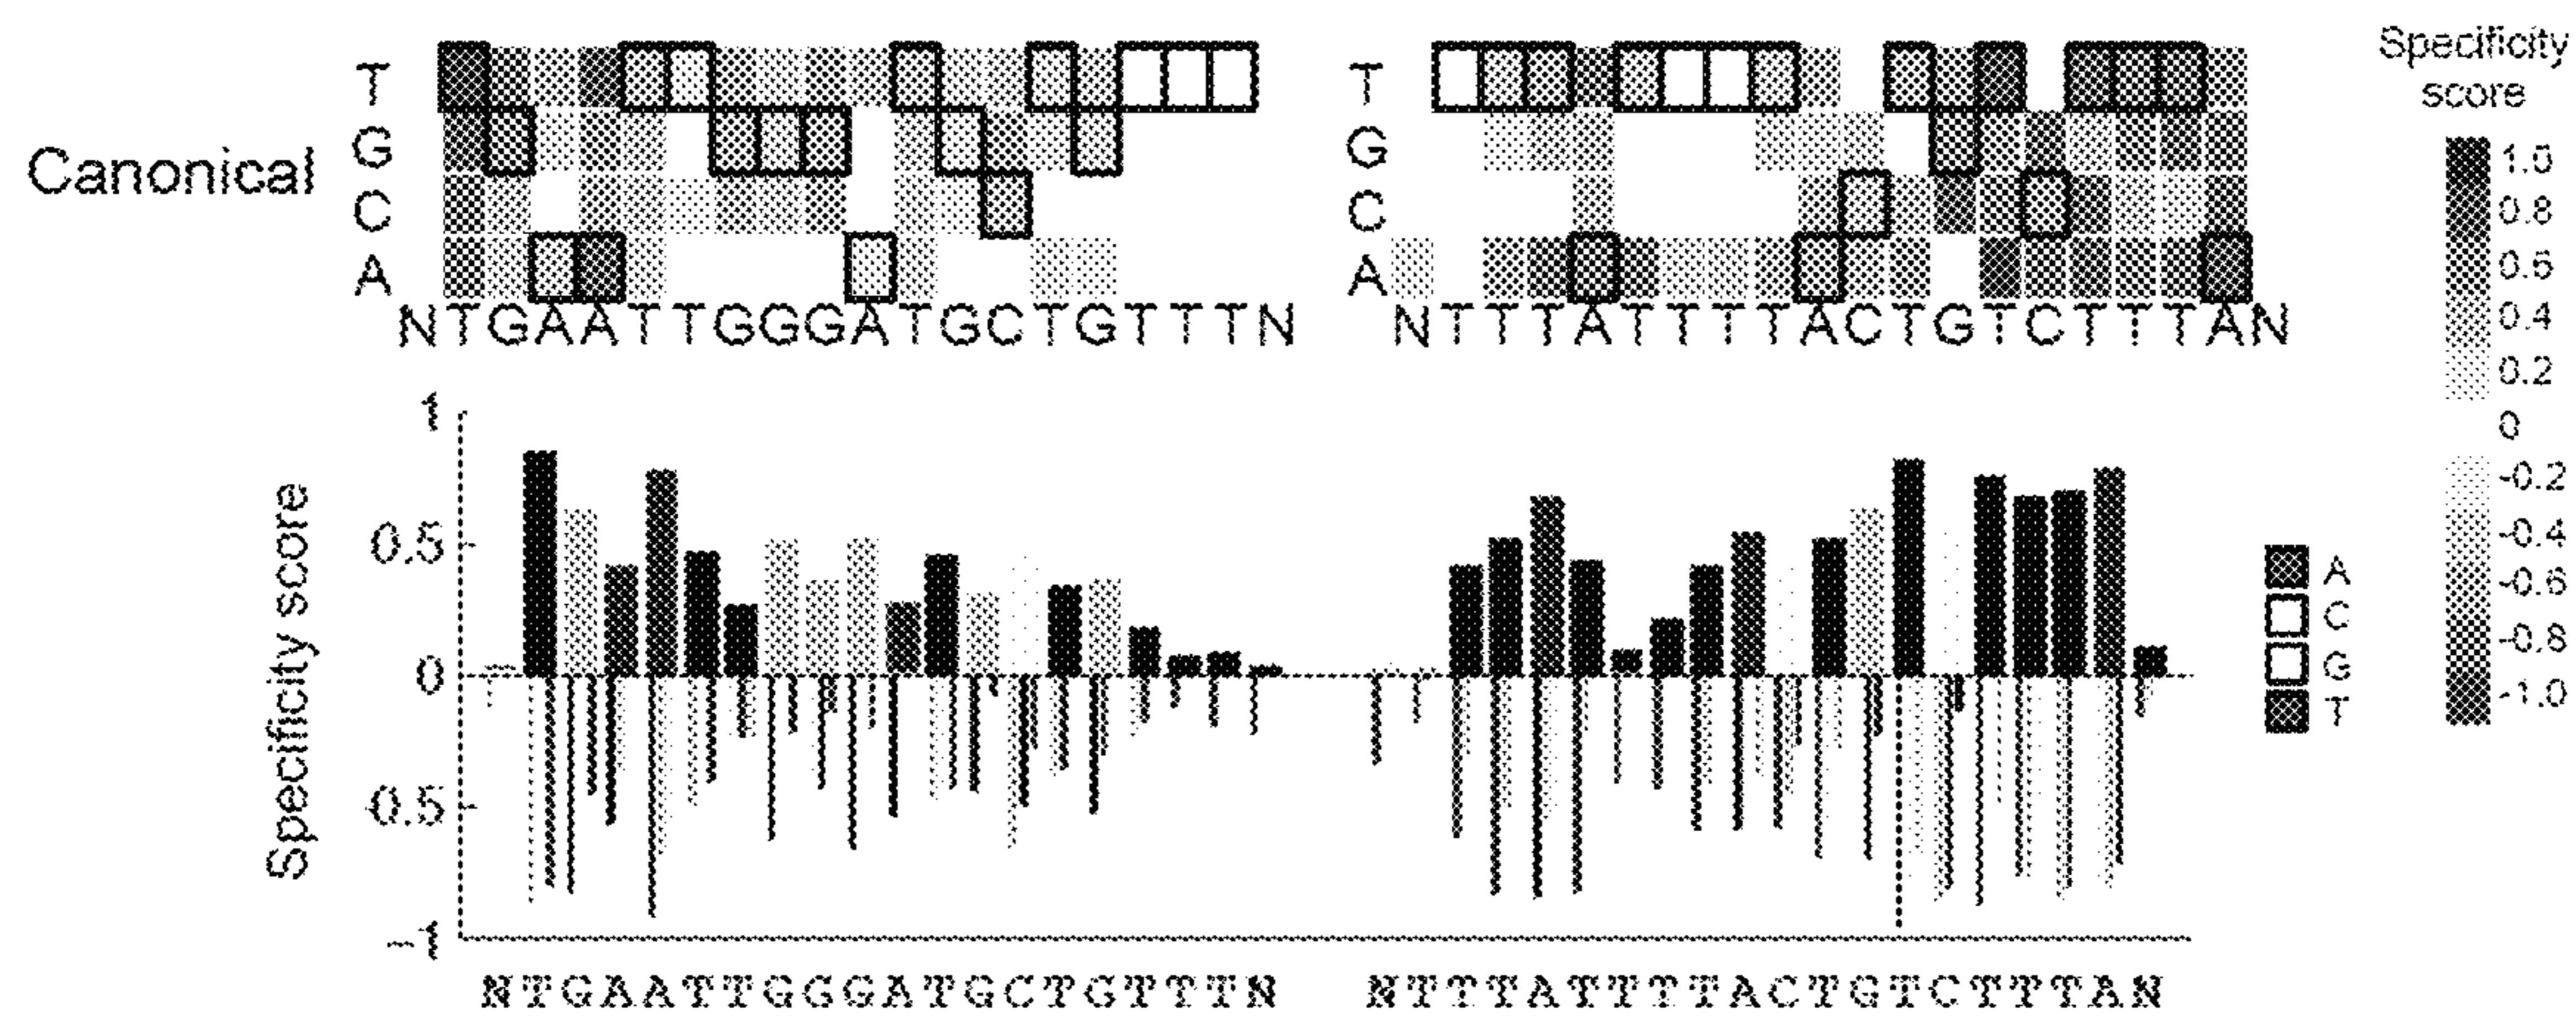 Canonical
T
G
C
A
NTGAATTGGGATGCTGTTTN
T
G
C
A
NTTTATTTTACTGTCTTTAN
Specificity
score
1.0
0.8
0.6
0.4
0.2
0
-0.2
-0.4
-0.6
-0.8
-1.0
Specificity score
1
0.5
0
-0.5
-1
NTGAATTGGGATGCTGTTTN
NTTTATTTTACTGTCTTTAN
A
C
G
T